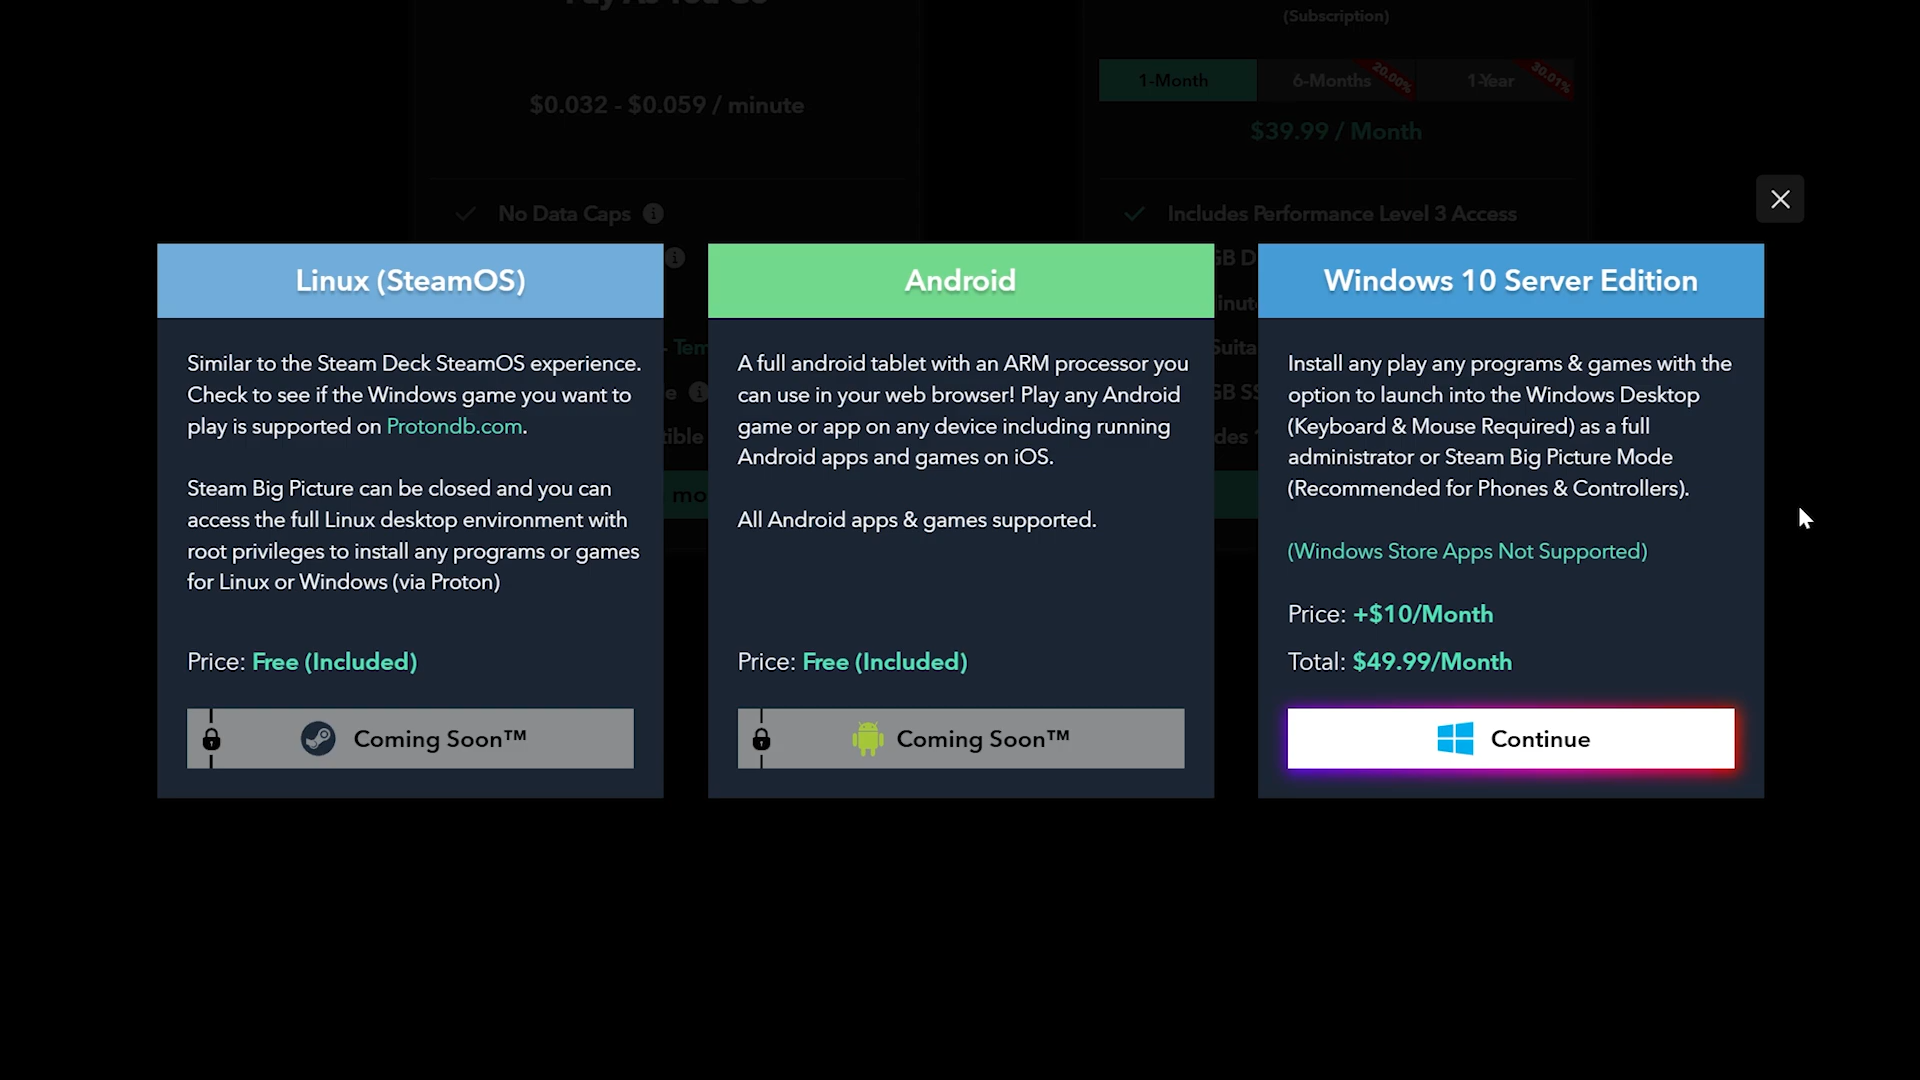 (Subscription)
$0.032 - $0.059 / minute
1-Month
6-Months
20.00%
1-Year
30.01%
$39.99 / Month
No Data Caps
Includes Performance Level 3 Access
Linux (SteamOS)
Similar to the Steam Deck SteamOS experience.
Check to see if the Windows game you want to
play is supported on Protondb.com.
Steam Big Picture can be closed and you can
access the full Linux desktop environment with
root privileges to install any programs or games
for Linux or Windows (via Proton)
Price: Free (Included)
Coming Soon™
Android
A full android tablet with an ARM processor you
can use in your web browser! Play any Android
game or app on any device including running
Android apps and games on iOS.
All Android apps & games supported.
Price: Free (Included)
Coming Soon™
Windows 10 Server Edition
Install any play any programs & games with the
option to launch into the Windows Desktop
(Keyboard & Mouse Required) as a full
administrator or Steam Big Picture Mode
(Recommended for Phones & Controllers).
(Windows Store Apps Not Supported)
Price: +$10/Month
Total: $49.99/Month
Continue